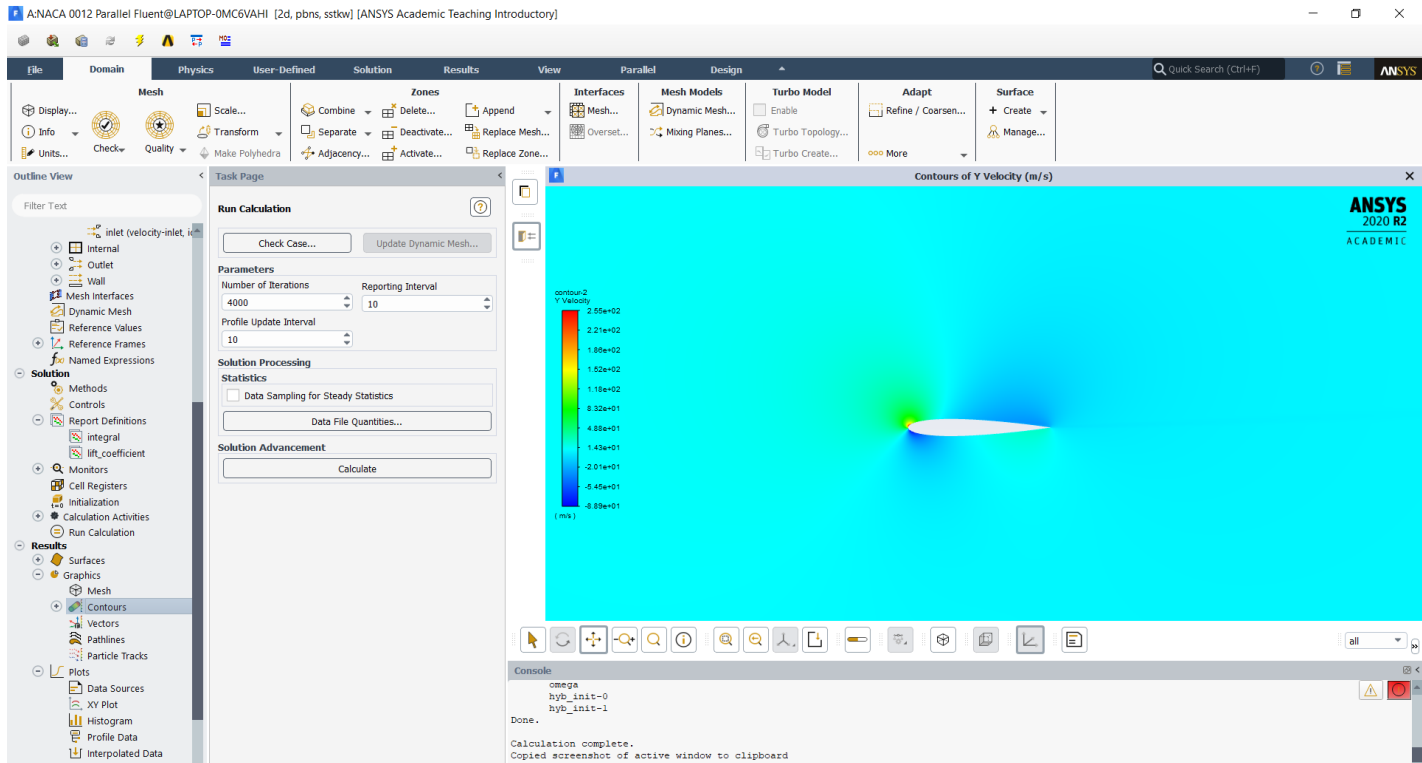 A:NACA 0012 Parallel Fluent@LAPTOP-0MC6VAHI [2d, pbns, sstkw] [ANSYS Academic Teaching Introductory]
File Domain Physics User-Defined Solution Results View Parallel Design Quick Search (Ctrl+F) ANSYS
Mesh Zones Interfaces Mesh Models Turbo Model Adapt Surface
Display... Scale... Combine Delete... Append Mesh... Dynamic Mesh... Enable Refine / Coarsen... + Create
Info Transform Separate Deactivate... Replace Mesh... Overset... Mixing Planes... Turbo Topology... Manage...
Units... Check Quality Make Polyhedra Adjacency... Activate... Replace Zone... Turbo Create... More
Outline View
Filter Text
inlet (velocity-inlet, ic
Internal
Outlet
Wall
Mesh Interfaces
Dynamic Mesh
Reference Values
Reference Frames
Named Expressions
Solution
Methods
Controls
Report Definitions
integral
lift_coefficient
Monitors
Cell Registers
Initialization
Calculation Activities
Run Calculation
Results
Surfaces
Graphics
Mesh
Contours
Vectors
Pathlines
Particle Tracks
Plots
Data Sources
XY Plot
Histogram
Profile Data
Interpolated Data
Task Page
Run Calculation
Check Case... Update Dynamic Mesh...
Parameters
Number of Iterations Reporting Interval
4000 10
Profile Update Interval
10
Solution Processing
Statistics
Data Sampling for Steady Statistics
Data File Quantities...
Solution Advancement
Calculate
Contours of Y Velocity (m/s)
ANSYS
2020 R2
ACADEMIC
contour-2
Y Velocity
2.55e+02
2.21e+02
1.86e+02
1.52e+02
1.18e+02
8.32e+01
4.88e+01
1.43e+01
-2.01e+01
-5.45e+01
-8.89e+01
( m/s )
all
Console
omega
hyb_init-0
hyb_init-1
Done.
Calculation complete.
Copied screenshot of active window to clipboard